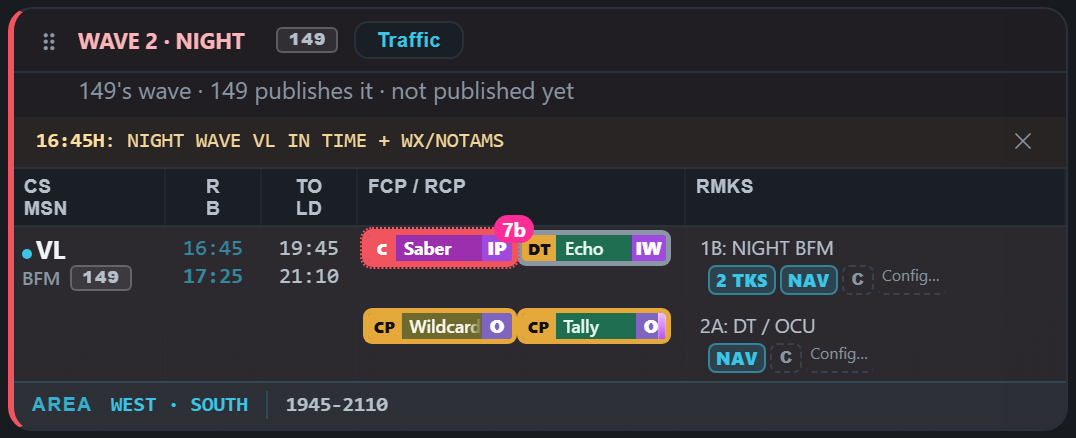 WAVE 2 · NIGHT 149 Traffic
149's wave · 149 publishes it · not published yet
16:45H: NIGHT WAVE VL IN TIME + WX/NOTAMS
CS MSN R B TO LD FCP / RCP RMKS
7b
VL 16:45 19:45 C Saber IP DT Echo IW 1B: NIGHT BFM
BFM 149 17:25 21:10 2 TKS NAV C Config...
CP Wildcard O CP Tally O 2A: DT / OCU
NAV C Config...
AREA WEST · SOUTH 1945-2110